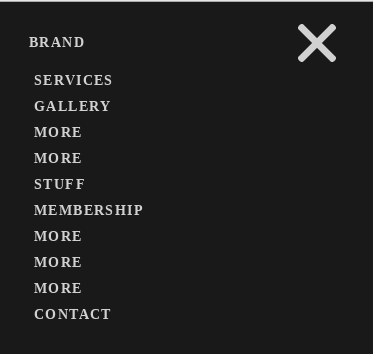 BRAND
SERVICES
GALLERY
MORE
MORE
STUFF
MEMBERSHIP
MORE
MORE
MORE
CONTACT